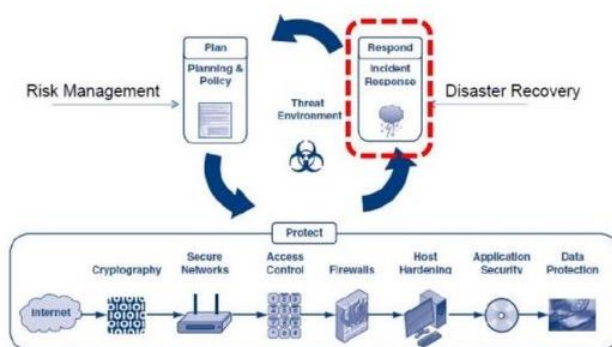 Plan
Planning &
Policy
Respond
Incident
Response
Risk Management
Threat
Environment
Disaster Recovery
Protect
Cryptography
Secure
Networks
Access
Control
Firewalls
Host
Hardening
Application
Security
Data
Protection
Internet